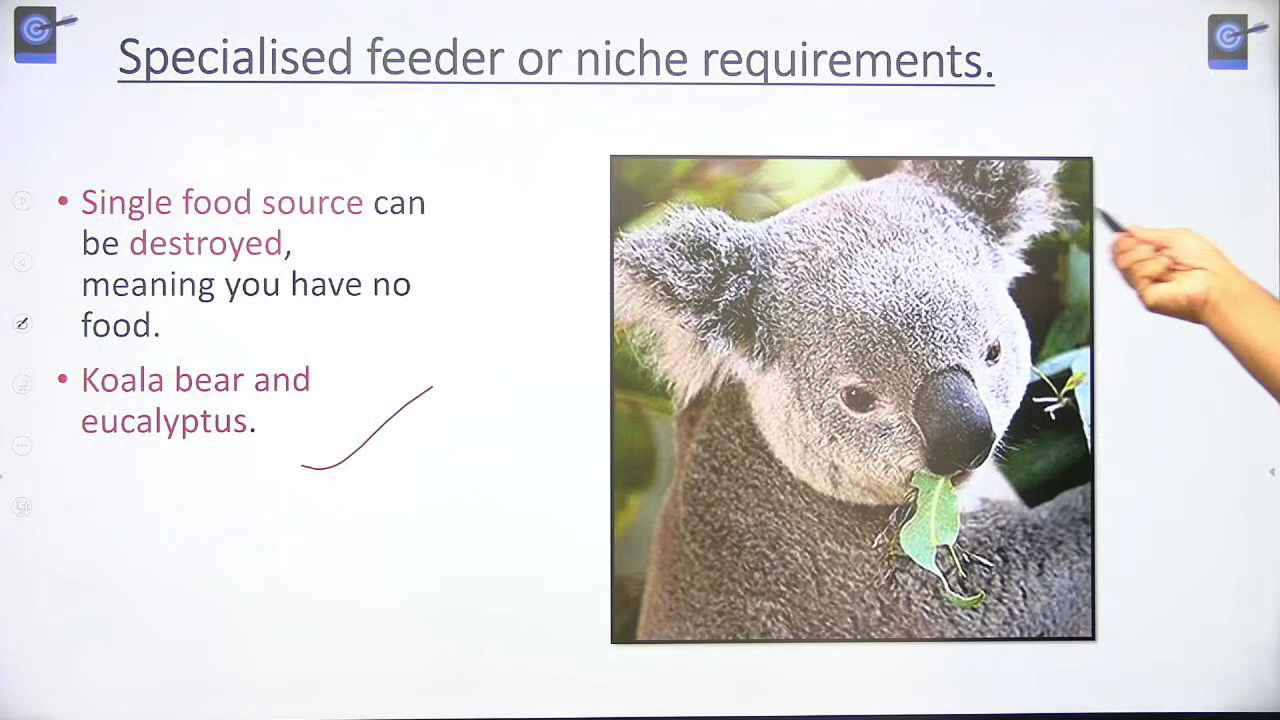 Specialised feeder or niche requirements.
• Single food source can
be destroyed,
meaning you have no
food.
• Koala bear and
eucalyptus.